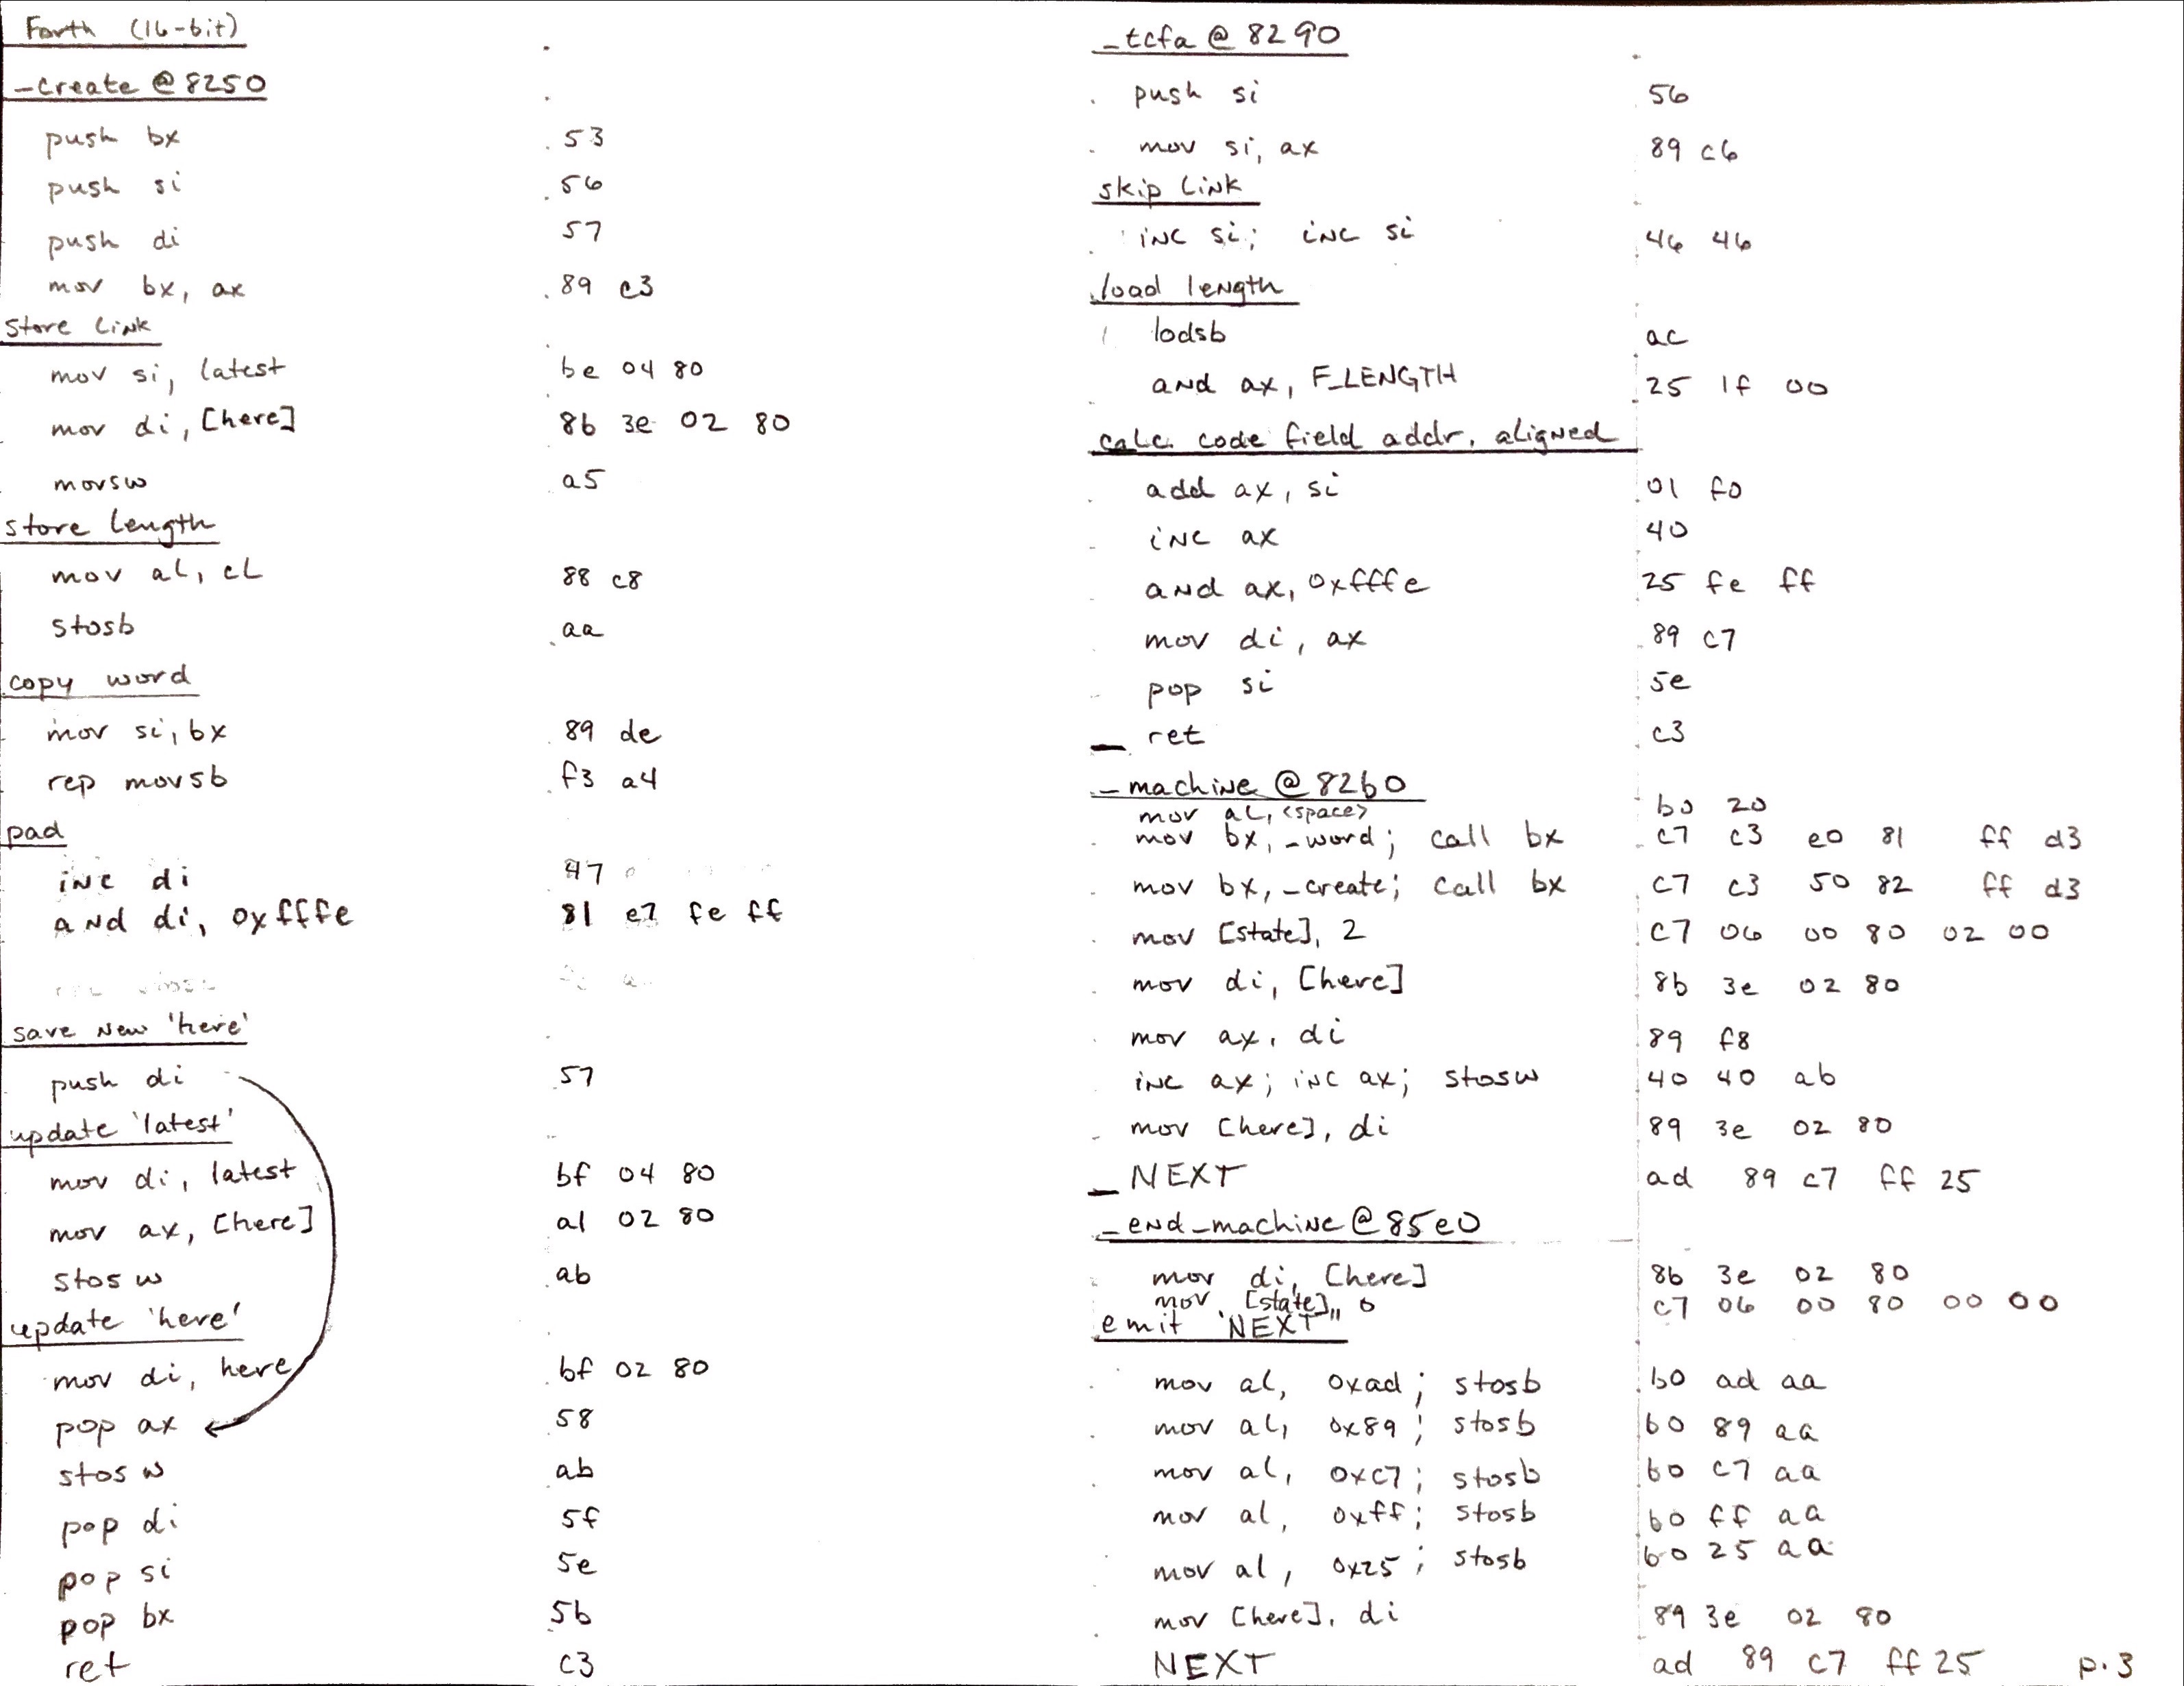 Forth (16-bit)
_create @ 8250
push bx 53
push si 56
push di 57
mov bx, ax 89 c3
store link
mov si, latest be 04 80
mov di, [here] 8b 3e 02 80
movsw a5
store length
mov al, cl 88 c8
stosb aa
copy word
mov si, bx 89 de
rep movsb f3 a4
pad
inc di 47
and di, 0xfffe 81 e7 fe ff
save new 'here'
push di 57
update 'latest'
mov di, latest bf 04 80
mov ax, [here] a1 02 80
stosw ab
update 'here'
mov di, here bf 02 80
pop ax 58
stosw ab
pop di 5f
pop si 5e
pop bx 5b
ret c3
_tcfa @ 8290
push si 56
mov si, ax 89 c6
skip link
inc si; inc si 46 46
load length
lodsb ac
and ax, F_LENGTH 25 1f 00
calc. code field addr, aligned
add ax, si 01 f0
inc ax 40
and ax, 0xfffe 25 fe ff
mov di, ax 89 c7
pop si 5e
ret c3
_machine @ 82b0
mov al, <space> b0 20
mov bx, _word; call bx c7 c3 e0 81 ff d3
mov bx, _create; call bx c7 c3 50 82 ff d3
mov [state], 2 c7 06 00 80 02 00
mov di, [here] 8b 3e 02 80
mov ax, di 89 f8
inc ax; inc ax; stosw 40 40 ab
mov [here], di 89 3e 02 80
NEXT ad 89 c7 ff 25
_end_machine @ 85e0
mov di, [here] 8b 3e 02 80
mov [state], 0 c7 06 00 80 00 00
emit "NEXT"
mov al, 0xad; stosb b0 ad aa
mov al, 0x89; stosb b0 89 aa
mov al, 0xc7; stosb b0 c7 aa
mov al, 0xff; stosb b0 ff aa
mov al, 0x25; stosb b0 25 aa
mov [here], di 89 3e 02 80
NEXT ad 89 c7 ff 25
p.3